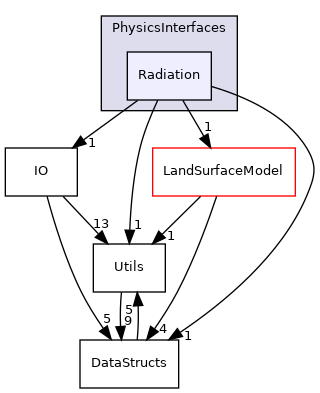 PhysicsInterfaces
Radiation
1
1
IO
LandSurfaceModel
13
1
1
Utils
5
9
5
4
1
DataStructs